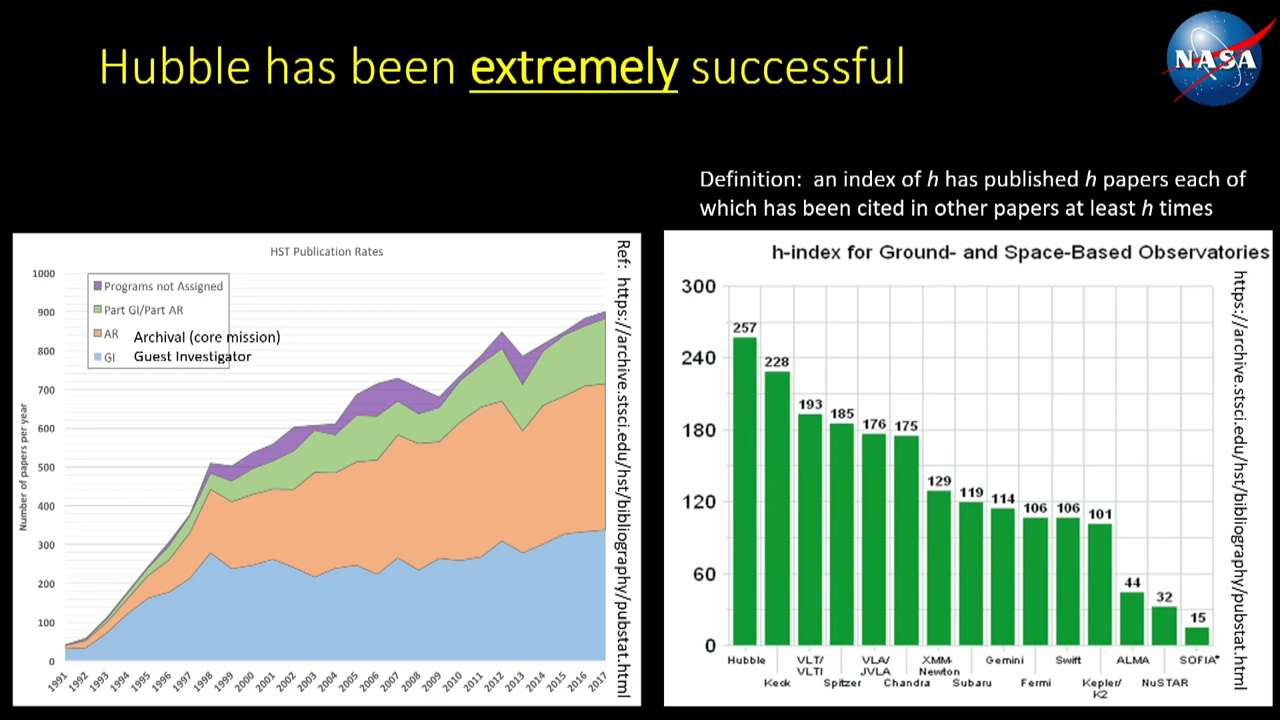 Hubble has been extremely successful
NASA
Definition: an index of h has published h papers each of
which has been cited in other papers at least h times
HST Publication Rates
Number of papers per year
1000
900
800
700
600
500
400
300
200
100
0
Programs not Assigned
Part GI/Part AR
AR Archival (core mission)
GI Guest Investigator
1991 1992 1993 1994 1995 1996 1997 1998 1999 2000 2001 2002 2003 2004 2005 2006 2007 2008 2009 2010 2011 2012 2013 2014 2015 2016 2017
Ref: https://archive.stsci.edu/hst/bibliography/pubstat.html
h-index for Ground- and Space-Based Observatories
300
240
180
120
60
0
257 228 193 185 176 175 129 119 114 106 106 101 44 32 15
Hubble
Keck
VLT/
VLTI
Spitzer
VLA/
JVLA
Chandra
XMM-
Newton
Subaru
Gemini
Fermi
Swift
Kepler/
K2
ALMA
NuSTAR
SOFIA*
https://archive.stsci.edu/hst/bibliography/pubstat.html